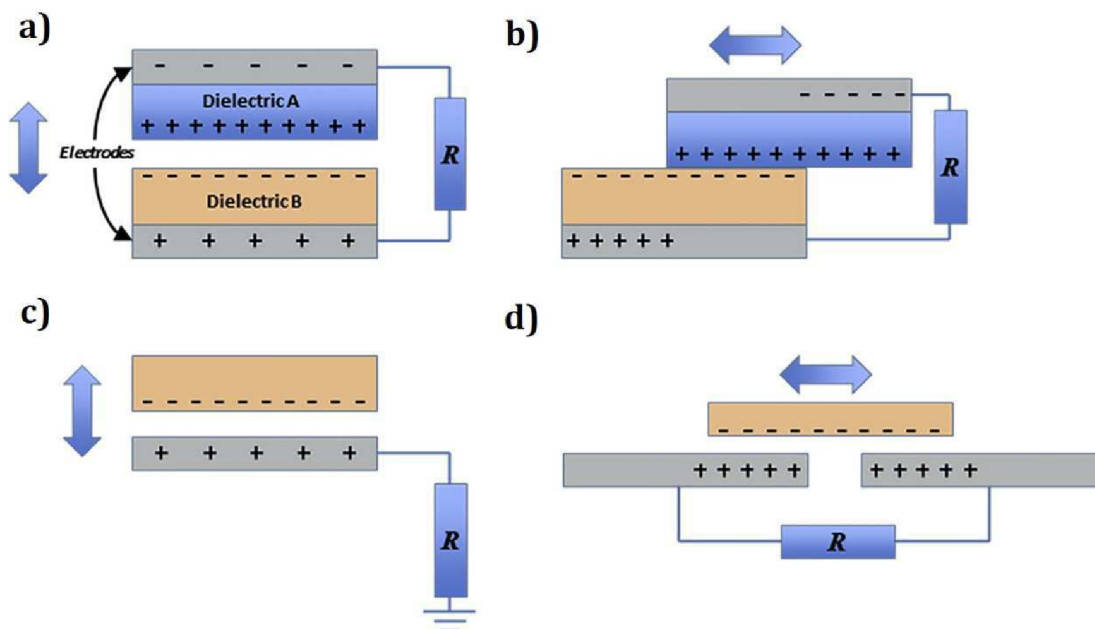 a)
- - - - -
Dielectric A
+ + + + + + + + + +
Electrodes
R
- - - - - - - - - -
Dielectric B
+ + + + +
b)
- - - - -
+ + + + + + + + + +
R
- - - - - - - - - -
+ + + + +
c)
- - - - - - - - - -
+ + + + +
R
d)
- - - - - - - - - -
+ + + + + + + + + +
R